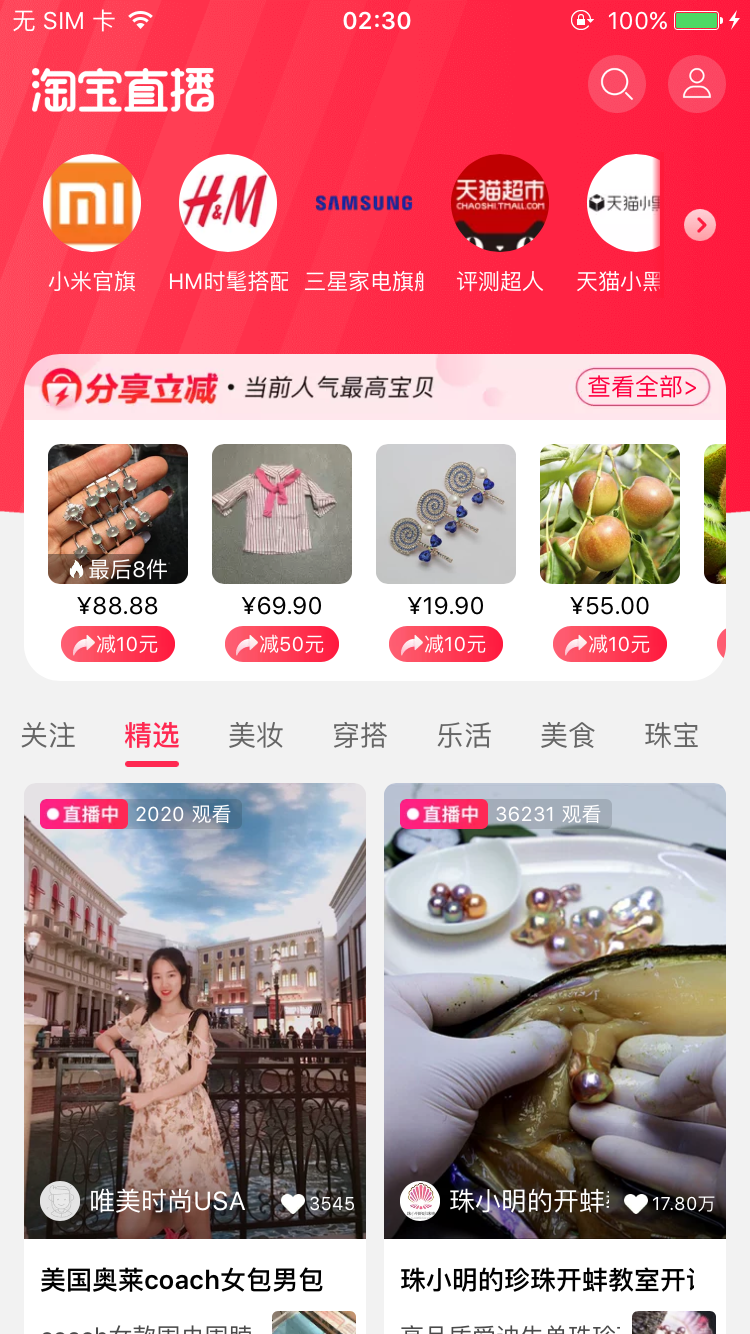 无 SIM 卡
02:30
100%
淘宝直播
mi
H&M
SAMSUNG
天猫超市
CHAOSHI.TMALL.COM
天猫小黑
小米官旗
HM时髦搭配
三星家电旗舰
评测超人
天猫小黑
分享立减·当前人气最高宝贝
查看全部>
最后8件
¥88.88
¥69.90
¥19.90
¥55.00
减10元
减50元
减10元
减10元
关注
精选
美妆
穿搭
乐活
美食
珠宝
直播中
2020 观看
唯美时尚USA
3545
美国奥莱coach女包男包
直播中
36231 观看
珠小明的开蚌
17.80万
珠小明的珍珠开蚌教室开